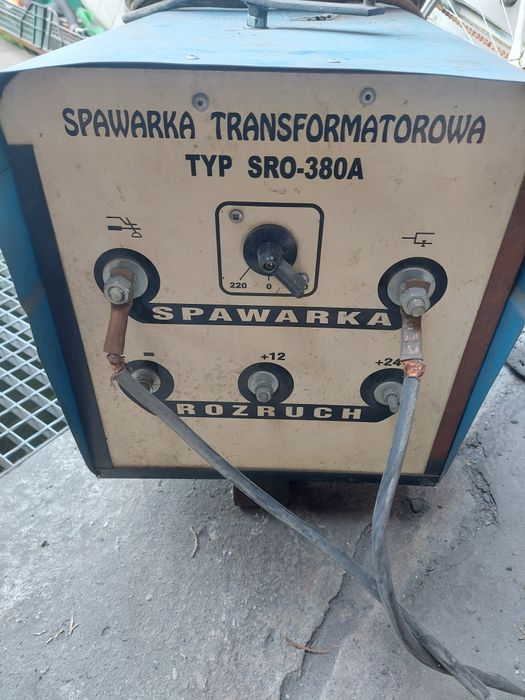 SPAWARKA TRANSFORMATOROWA
TYP SRO-380A
220 0
SPAWARKA
- +12 +24
ROZRUCH